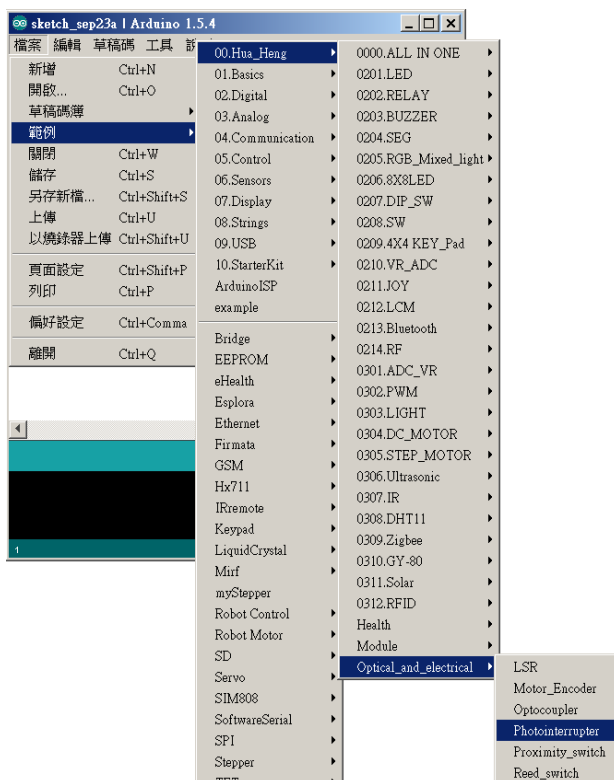 sketch_sep23a | Arduino 1.5.4
檔案 編輯 草稿碼 工具
新增 Ctrl+N
開啟... Ctrl+O
草稿碼簿
範例
關閉 Ctrl+W
儲存 Ctrl+S
另存新檔... Ctrl+Shift+S
上傳 Ctrl+U
以燒錄器上傳 Ctrl+Shift+U
頁面設定 Ctrl+Shift+P
列印 Ctrl+P
偏好設定 Ctrl+Comma
離開 Ctrl+Q
1
00.Hua_Heng
01.Basics
02.Digital
03.Analog
04.Communication
05.Control
06.Sensors
07.Display
08.Strings
09.USB
10.StarterKit
ArduinoISP
example
Bridge
EEPROM
eHealth
Esplora
Ethernet
Firmata
GSM
Hx711
IRremote
Keypad
LiquidCrystal
Mirf
myStepper
Robot Control
Robot Motor
SD
Servo
SIM808
SoftwareSerial
SPI
Stepper
0000.ALL IN ONE
0201.LED
0202.RELAY
0203.BUZZER
0204.SEG
0205.RGB_Mixed_light
0206.8X8LED
0207.DIP_SW
0208.SW
0209.4X4 KEY_Pad
0210.VR_ADC
0211.JOY
0212.LCM
0213.Bluetooth
0214.RF
0301.ADC_VR
0302.PWM
0303.LIGHT
0304.DC_MOTOR
0305.STEP_MOTOR
0306.Ultrasonic
0307.IR
0308.DHT11
0309.Zigbee
0310.GY-80
0311.Solar
0312.RFID
Health
Module
Optical_and_electrical
LSR
Motor_Encoder
Optocoupler
Photointerrupter
Proximity_switch
Reed_switch